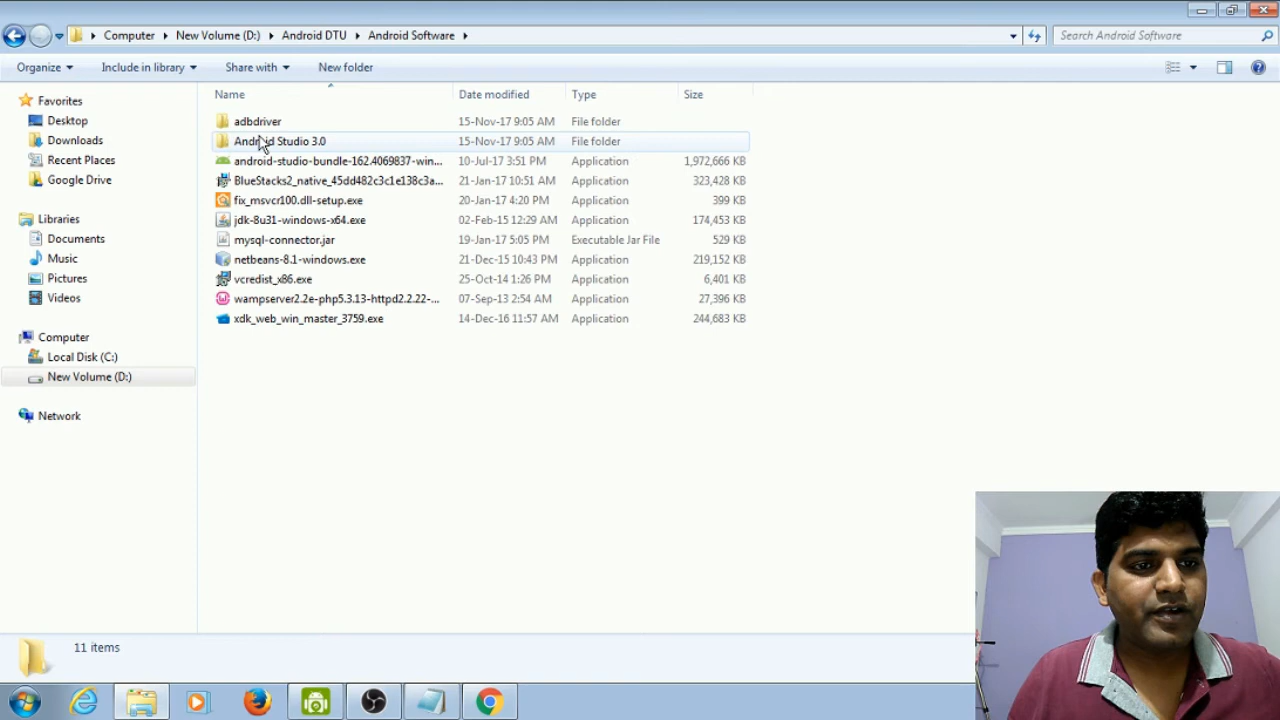 Computer New Volume (D:) Android DTU Android Software Search Android Software
Organize Include in library Share with New folder
Name Date modified Type Size
Favorites
Desktop
Downloads
Recent Places
Google Drive
Libraries
Documents
Music
Pictures
Videos
Computer
Local Disk (C:)
New Volume (D:)
Network
adbdriver 15-Nov-17 9:05 AM File folder
Android Studio 3.0 15-Nov-17 9:05 AM File folder
android-studio-bundle-162.4069837-win... 10-Jul-17 3:51 PM Application 1,972,666 KB
BlueStacks2_native_45dd482c3c1e138c3a... 21-Jan-17 10:51 AM Application 323,428 KB
fix_msvcr100.dll-setup.exe 20-Jan-17 4:20 PM Application 399 KB
jdk-8u31-windows-x64.exe 02-Feb-15 12:29 AM Application 174,453 KB
mysql-connector.jar 19-Jan-17 5:05 PM Executable Jar File 529 KB
netbeans-8.1-windows.exe 21-Dec-15 10:43 PM Application 219,152 KB
vcredist_x86.exe 25-Oct-14 1:26 PM Application 6,401 KB
wampserver2.2e-php5.3.13-httpd2.2.22-... 07-Sep-13 2:54 AM Application 27,396 KB
xdk_web_win_master_3759.exe 14-Dec-16 11:57 AM Application 244,683 KB
11 items